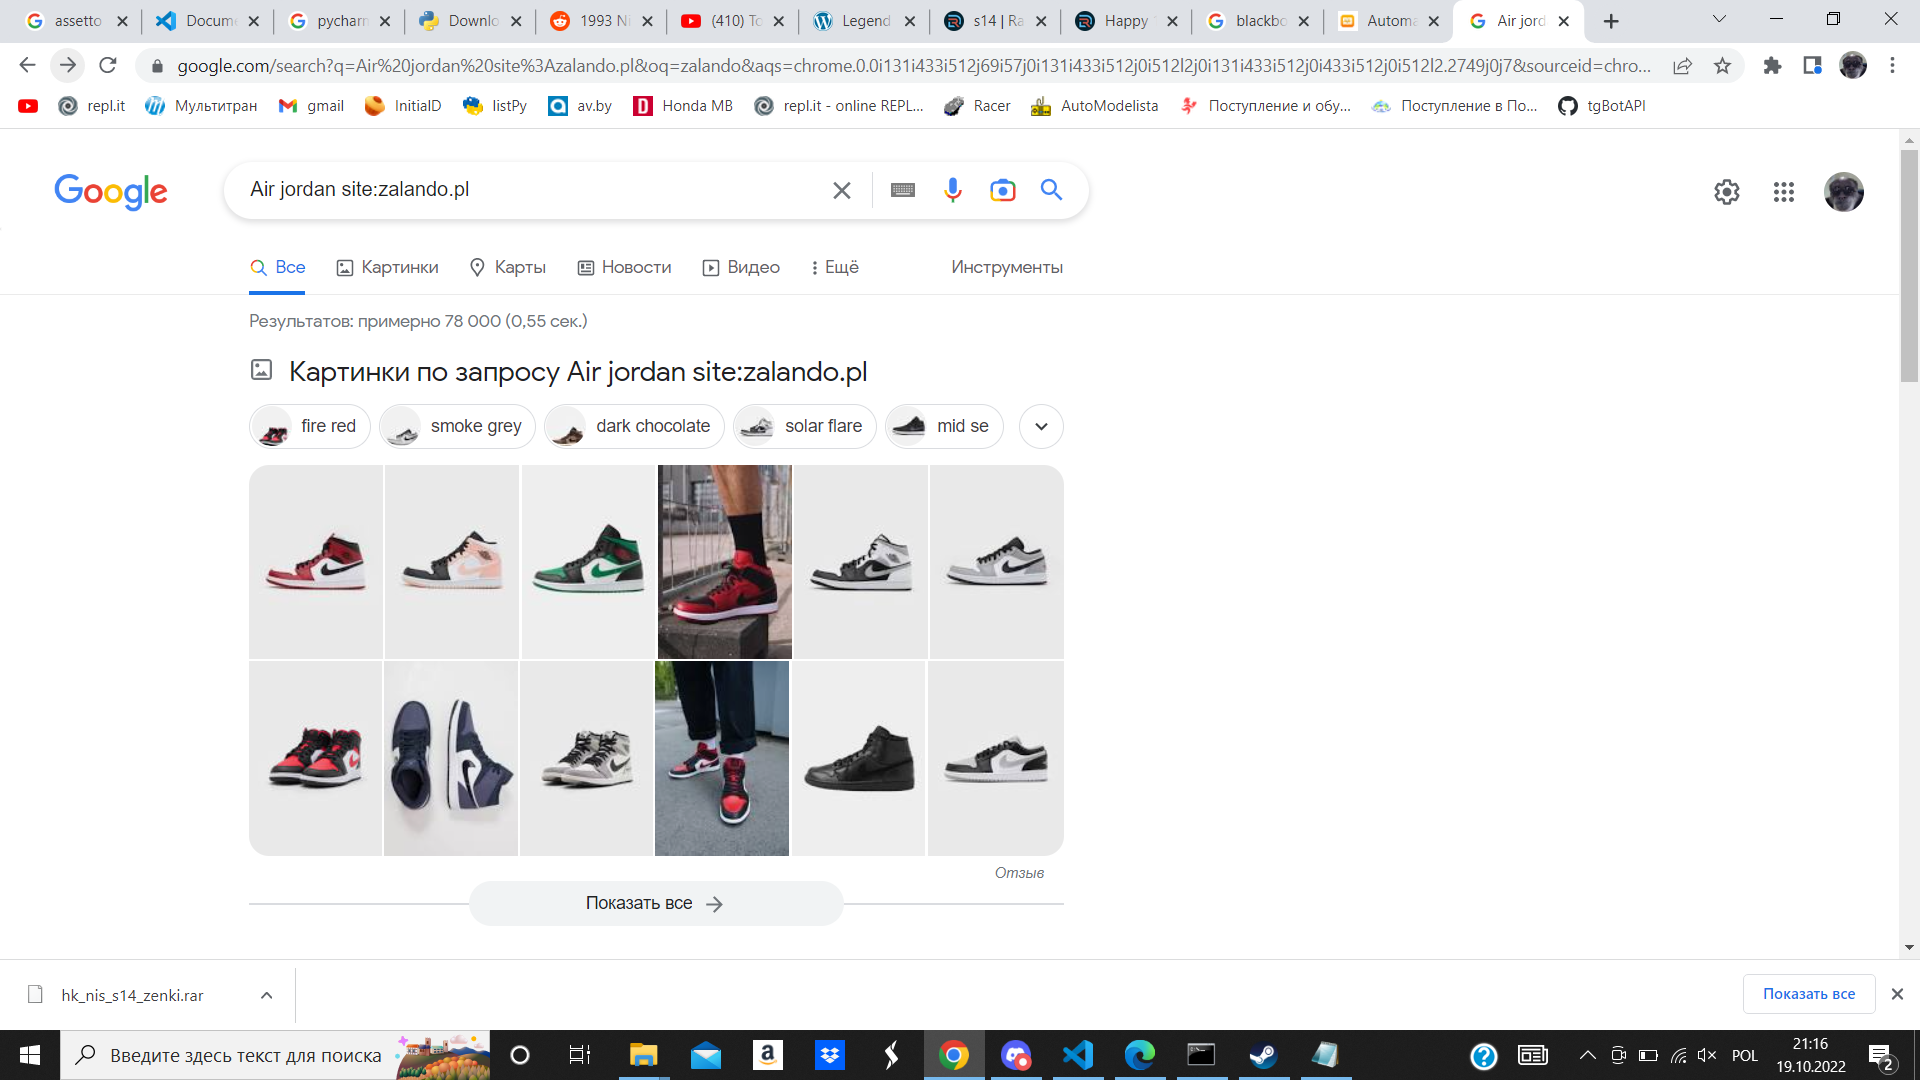 assetto
Docume
pycharm
Downlo
1993 Ni
(410) To
Legend
s14 | Ra
Happy
blackbo
Automa
Air jord
google.com/search?q=Air%20jordan%20site%3Azalando.pl&oq=zalando&aqs=chrome.0.0i131i433i512j69i57j0i131i433i512j0i512l2j0i131i433i512j0i433i512j0i512l2.2749j0j7&sourceid=chro...
repl.it
Мультитран
gmail
InitialD
listPy
av.by
Honda MB
repl.it - online REPL...
Racer
AutoModelista
Поступление и обу...
Поступление в По...
tgBotAPI
Google
Air jordan site:zalando.pl
Все
Картинки
Карты
Новости
Видео
Ещё
Инструменты
Результатов: примерно 78 000 (0,55 сек.)
Картинки по запросу Air jordan site:zalando.pl
fire red
smoke grey
dark chocolate
solar flare
mid se
Отзыв
Показать все
hk_nis_s14_zenki.rar
Показать все
Введите здесь текст для поиска
POL
21:16
19.10.2022
2